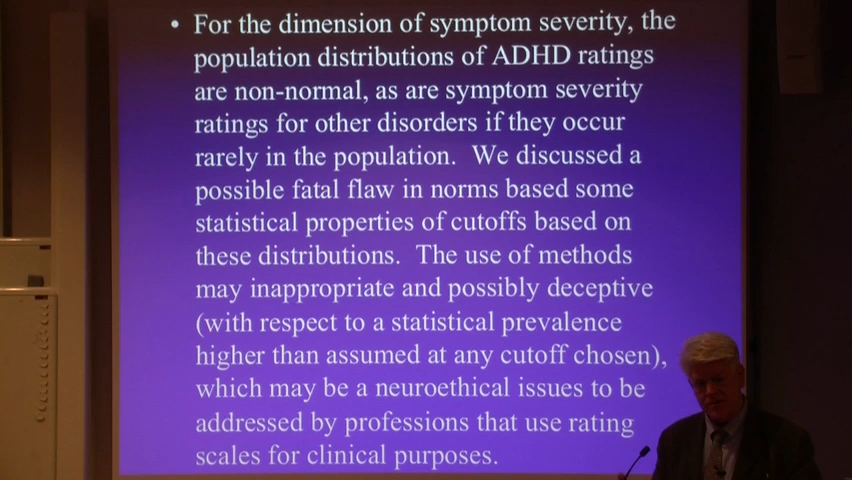 • For the dimension of symptom severity, the
population distributions of ADHD ratings
are non-normal, as are symptom severity
ratings for other disorders if they occur
rarely in the population.  We discussed a
possible fatal flaw in norms based some
statistical properties of cutoffs based on
these distributions.  The use of methods
may inappropriate and possibly deceptive
(with respect to a statistical prevalence
higher than assumed at any cutoff chosen),
which may be a neuroethical issues to be
addressed by professions that use rating
scales for clinical purposes.